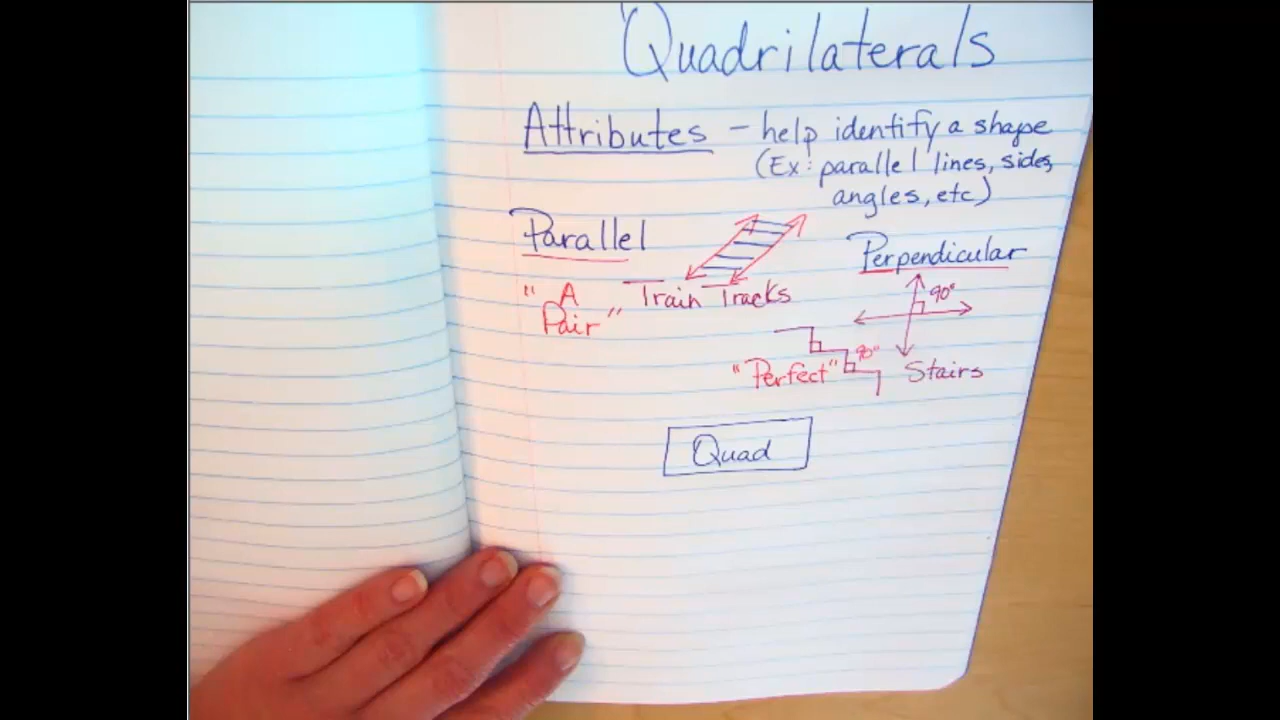 Quadrilaterals
Attributes - help identify a shape
(Ex: parallel lines, sides,
angles, etc)
Parallel
Perpendicular
90°
" A
Pair "
Train Tracks
90°
"Perfect"
Stairs
Quad